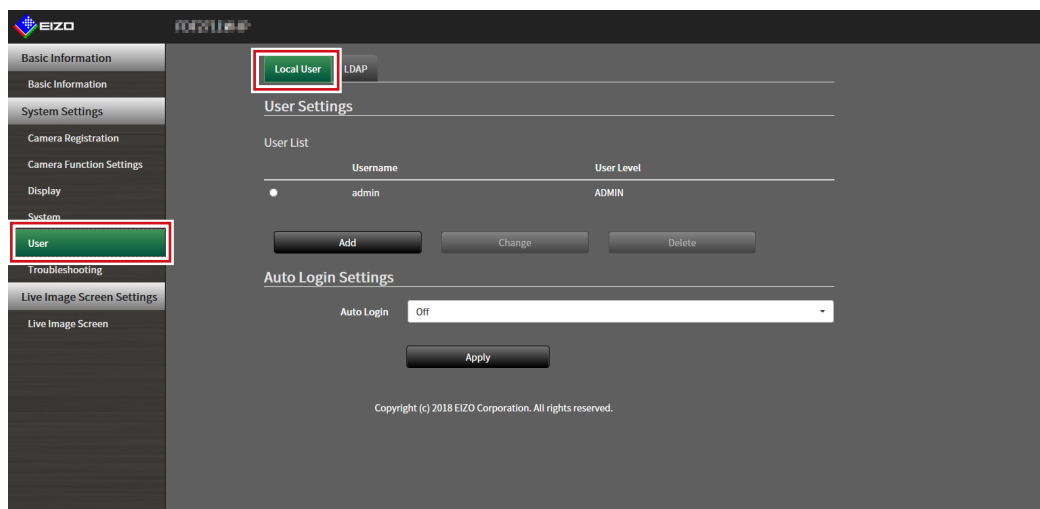 EIZO
Basic Information
Basic Information
System Settings
Camera Registration
Camera Function Settings
Display
System
User
Troubleshooting
Live Image Screen Settings
Live Image Screen
Local User LDAP
User Settings
User List
Username User Level
admin ADMIN
Add Change Delete
Auto Login Settings
Auto Login Off
Apply
Copyright (c) 2018 EIZO Corporation. All rights reserved.